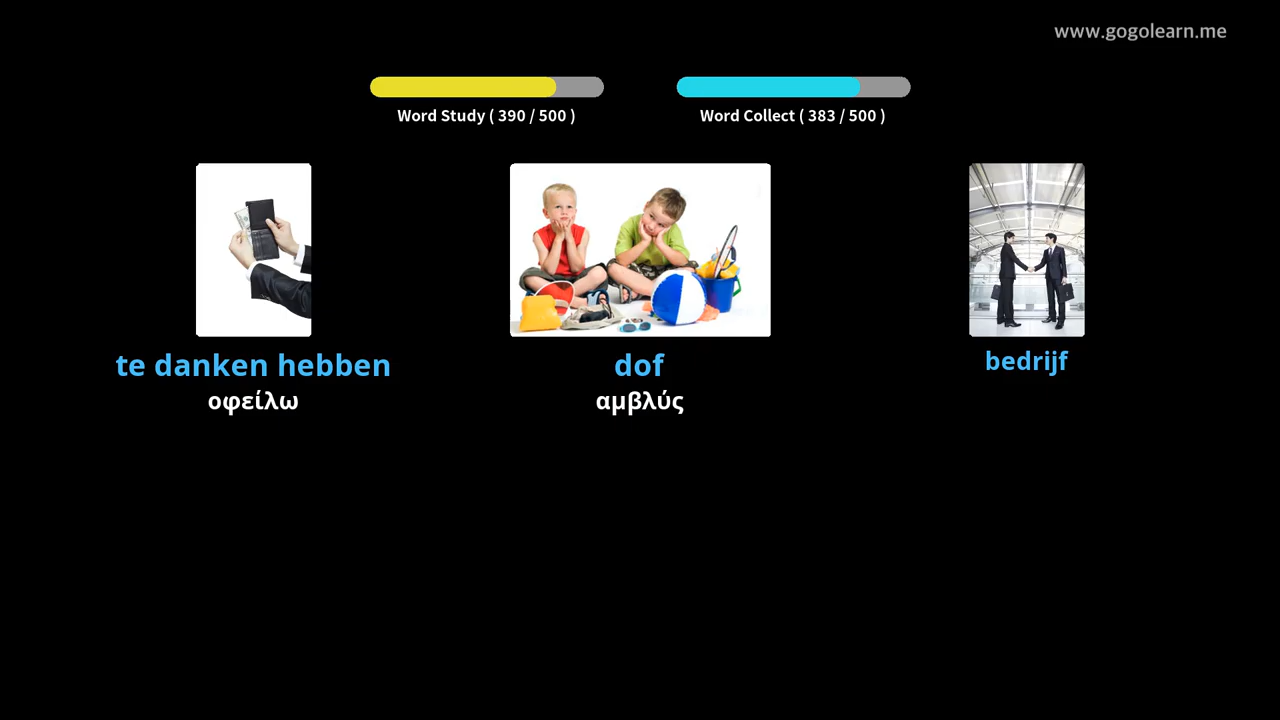 www.gogolearn.me
Word Study ( 390 / 500 )
Word Collect ( 383 / 500 )
te danken hebben
οφείλω
dof
αμβλύς
bedrijf